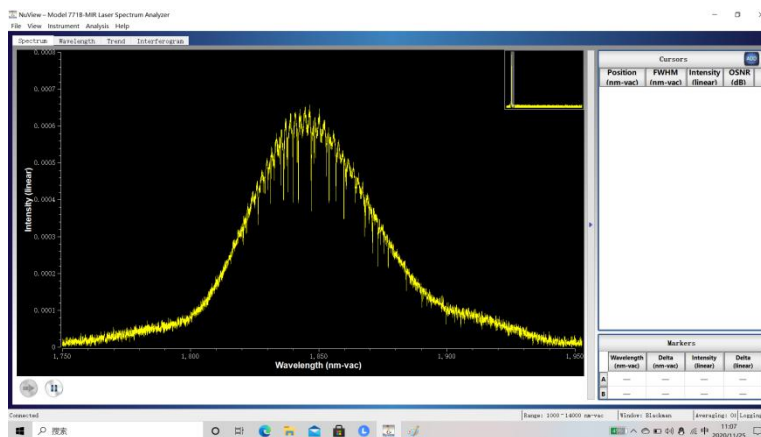 NuView - Model 7718-MIR Laser Spectrum Analyzer
File View Instrument Analysis Help
Spectrum Wavelength Trend Interferogram
0.0008
0.0007
0.0006
0.0005
0.0004
0.0003
0.0002
0.0001
0
Intensity (linear)
1,750 1,800 1,850 1,900 1,950
Wavelength (nm-vac)
Cursors
ADD
Position FWHM Intensity OSNR
(nm-vac) (nm-vac) (linear) (dB)
Markers
Wavelength Delta Intensity Delta
(nm-vac) (nm-vac) (linear) (linear)
A — — — —
B — — — —
Connected
Range: 1000-14000 nm-vac Window: Blackman Averaging: Logging
搜索
中
11:07
2020/11/25